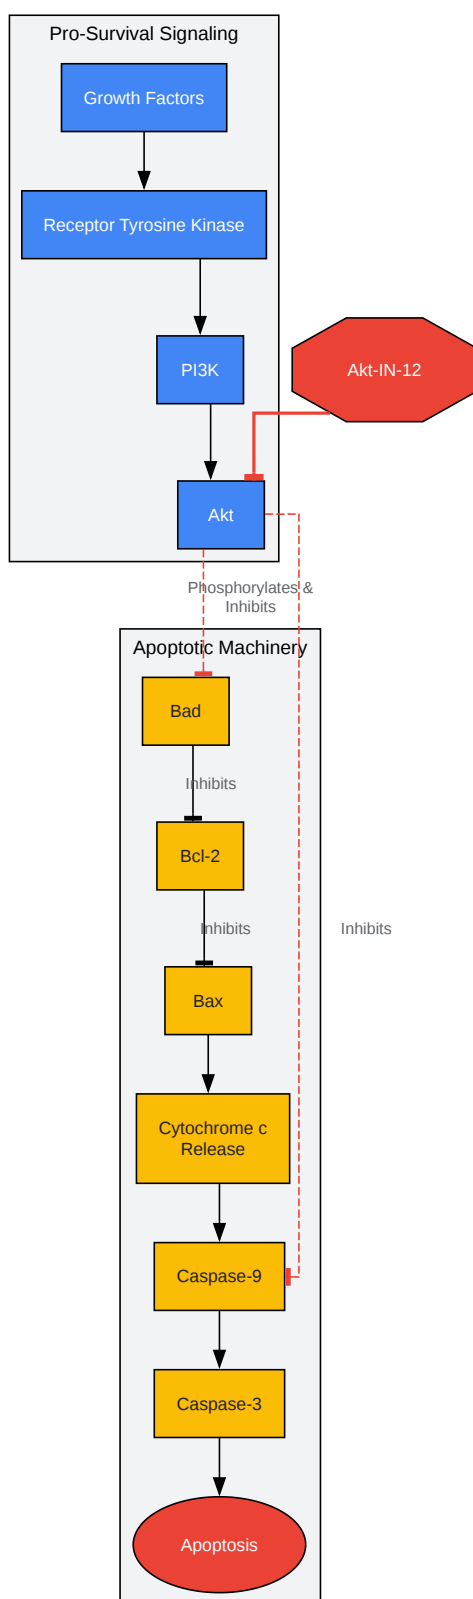 Pro-Survival Signaling
Growth Factors
Receptor Tyrosine Kinase
PI3K
Akt-IN-12
Akt
Phosphorylates &
Inhibits
Apoptotic Machinery
Bad
Inhibits
Bcl-2
Inhibits
Inhibits
Bax
Cytochrome c
Release
Caspase-9
Caspase-3
Apoptosis